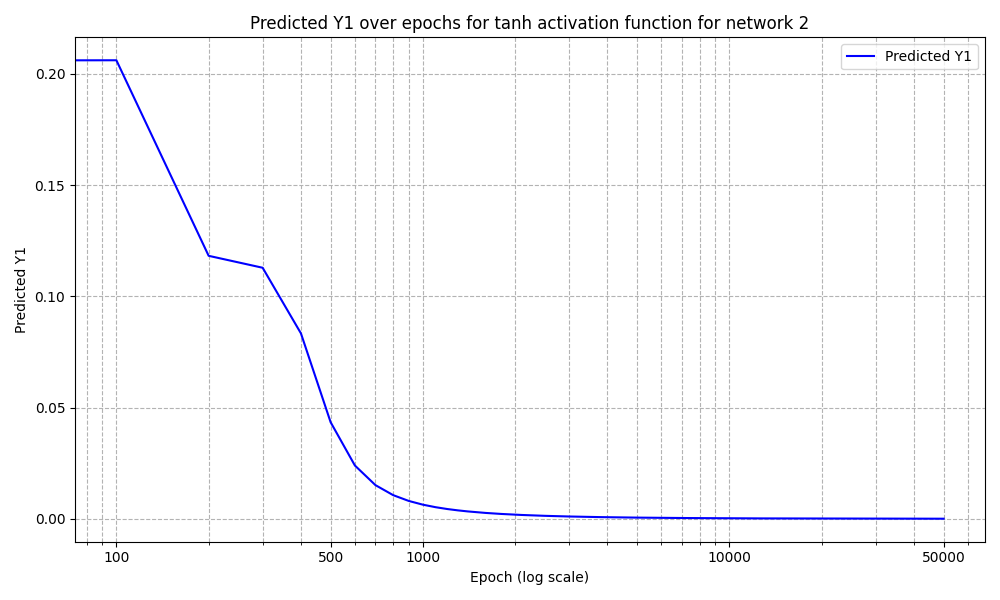 Predicted Y1 over epochs for tanh activation function for network 2
Predicted Y1
0.20
0.15
0.10
0.05
0.00
Predicted Y1
100
500
1000
10000
50000
Epoch (log scale)